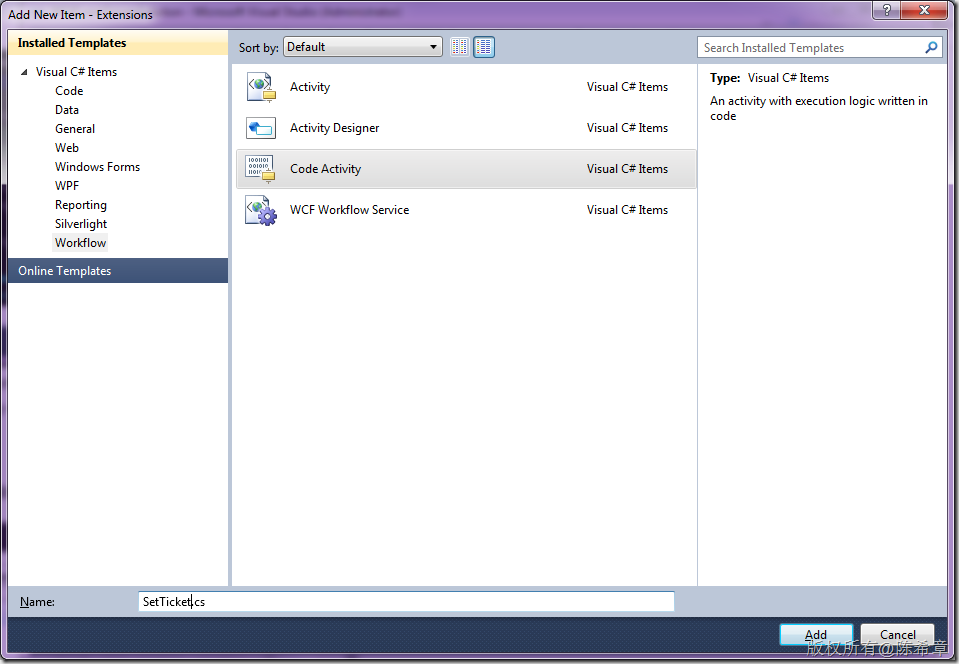 Add New Item - Extensions
Installed Templates
Visual C# Items
Code
Data
General
Web
Windows Forms
WPF
Reporting
Silverlight
Workflow
Online Templates
Sort by: Default
Activity Visual C# Items
Activity Designer Visual C# Items
Code Activity Visual C# Items
WCF Workflow Service Visual C# Items
Search Installed Templates
Type: Visual C# Items
An activity with execution logic written in
code
Name: SetTicket.cs
Add Cancel
版权所有@陈希章